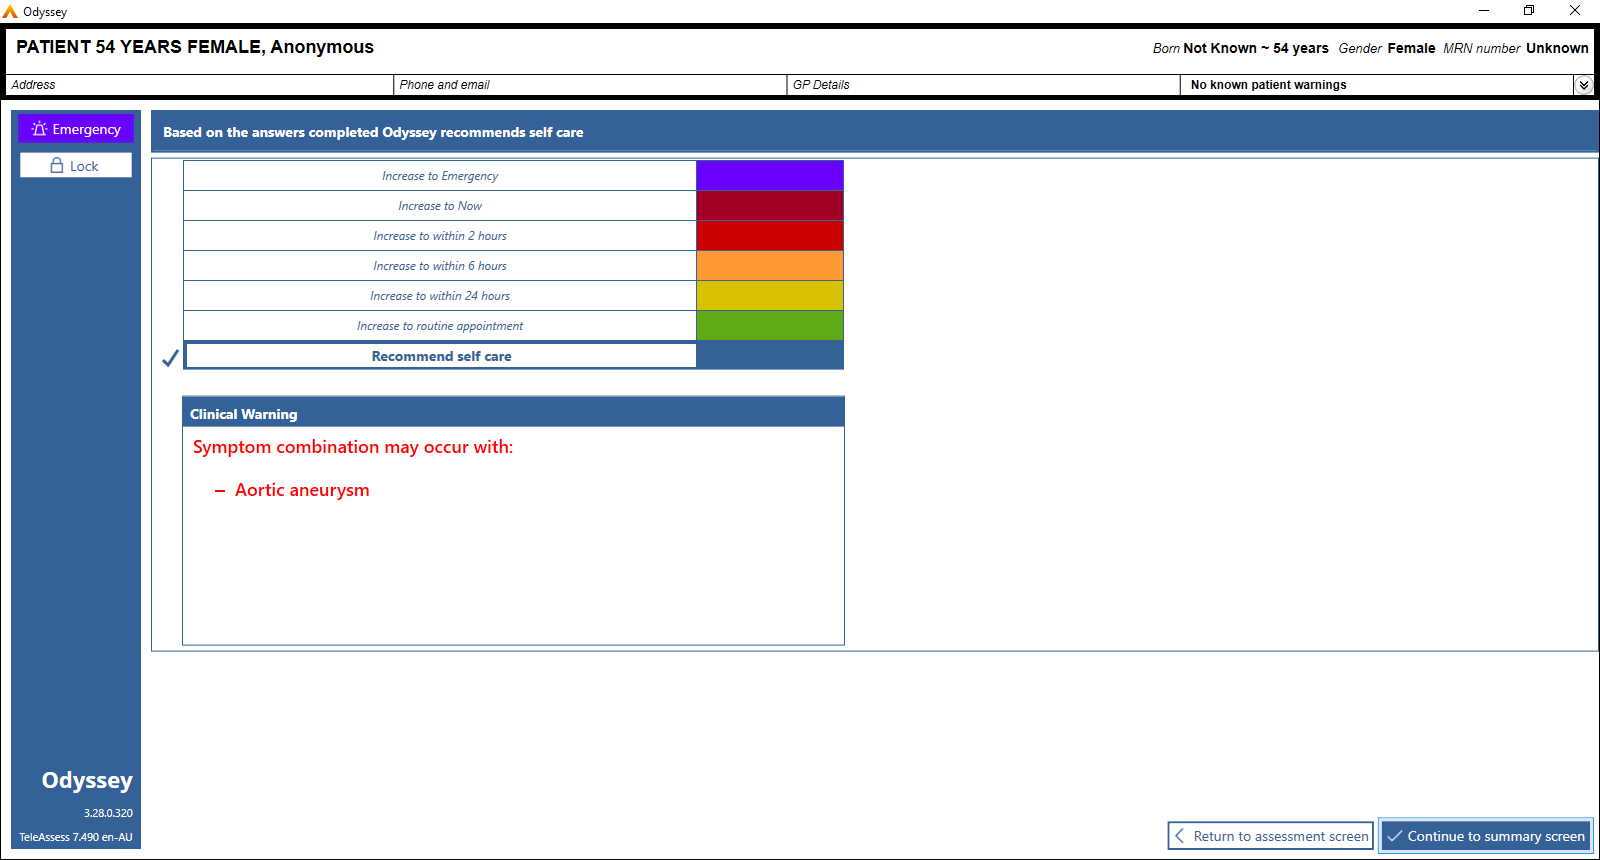 Odyssey
PATIENT 54 YEARS FEMALE, Anonymous
Born Not Known ~ 54 years Gender Female MRN number Unknown
Address
Phone and email
GP Details
No known patient warnings
Emergency
Lock
Based on the answers completed Odyssey recommends self care
Increase to Emergency
Increase to Now
Increase to within 2 hours
Increase to within 6 hours
Increase to within 24 hours
Increase to routine appointment
Recommend self care
Clinical Warning
Symptom combination may occur with:
– Aortic aneurysm
Odyssey
3.28.0.320
TeleAssess 7.490 en-AU
Return to assessment screen
Continue to summary screen